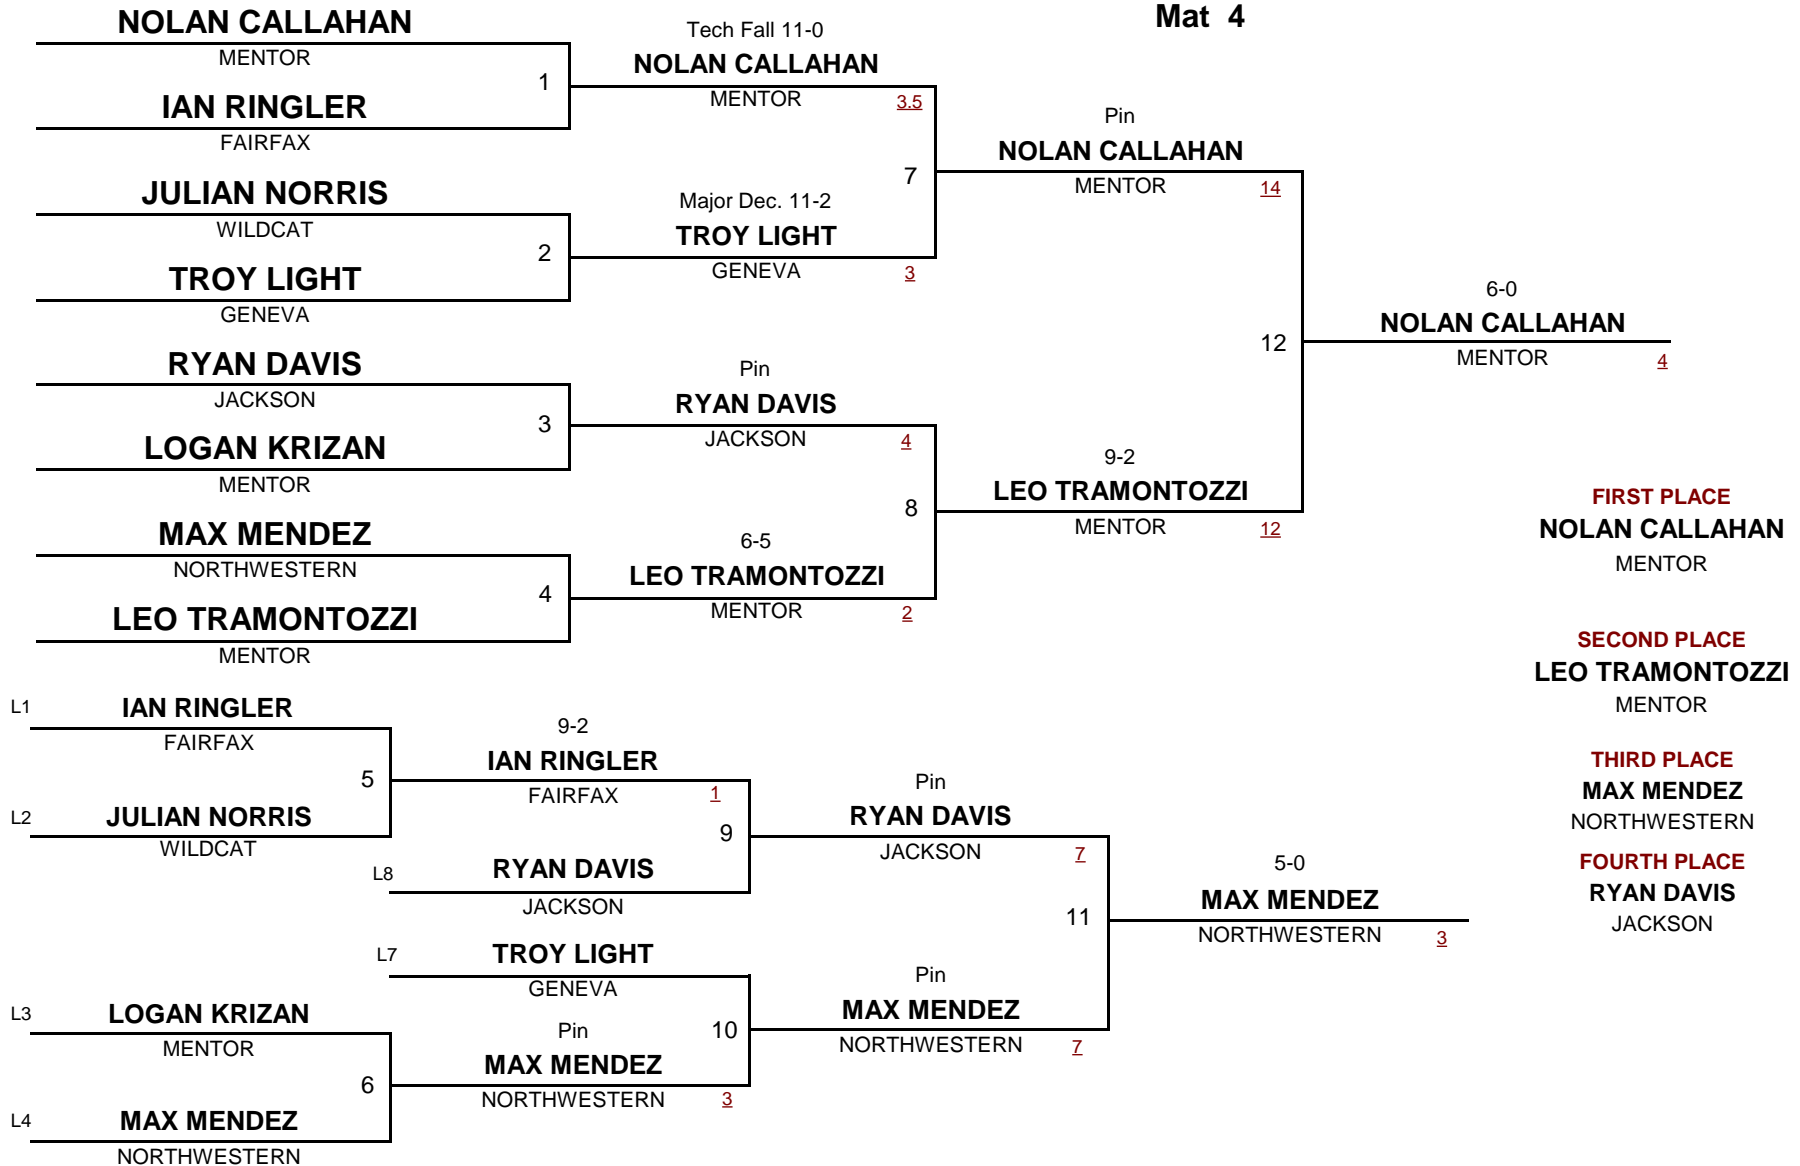 Mat 4
NOLAN CALLAHAN
MENTOR
1
IAN RINGLER
FAIRFAX
JULIAN NORRIS
WILDCAT
2
TROY LIGHT
GENEVA
RYAN DAVIS
JACKSON
3
LOGAN KRIZAN
MENTOR
MAX MENDEZ
NORTHWESTERN
4
LEO TRAMONTOZZI
MENTOR
Tech Fall 11-0
NOLAN CALLAHAN
MENTOR 3.5
7
Major Dec. 11-2
TROY LIGHT
GENEVA 3
Pin
RYAN DAVIS
JACKSON 4
8
6-5
LEO TRAMONTOZZI
MENTOR 2
Pin
NOLAN CALLAHAN
MENTOR 14
12
9-2
LEO TRAMONTOZZI
MENTOR 12
6-0
NOLAN CALLAHAN
MENTOR 4
L1 IAN RINGLER
FAIRFAX
5
L2 JULIAN NORRIS
WILDCAT
9-2
IAN RINGLER
FAIRFAX 1
9
L8 RYAN DAVIS
JACKSON
L7 TROY LIGHT
GENEVA
10
L3 LOGAN KRIZAN
MENTOR
6
L4 MAX MENDEZ
NORTHWESTERN
Pin
MAX MENDEZ
NORTHWESTERN 3
Pin
RYAN DAVIS
JACKSON 7
11
Pin
MAX MENDEZ
NORTHWESTERN 7
5-0
MAX MENDEZ
NORTHWESTERN 3
FIRST PLACE
NOLAN CALLAHAN
MENTOR
SECOND PLACE
LEO TRAMONTOZZI
MENTOR
THIRD PLACE
MAX MENDEZ
NORTHWESTERN
FOURTH PLACE
RYAN DAVIS
JACKSON